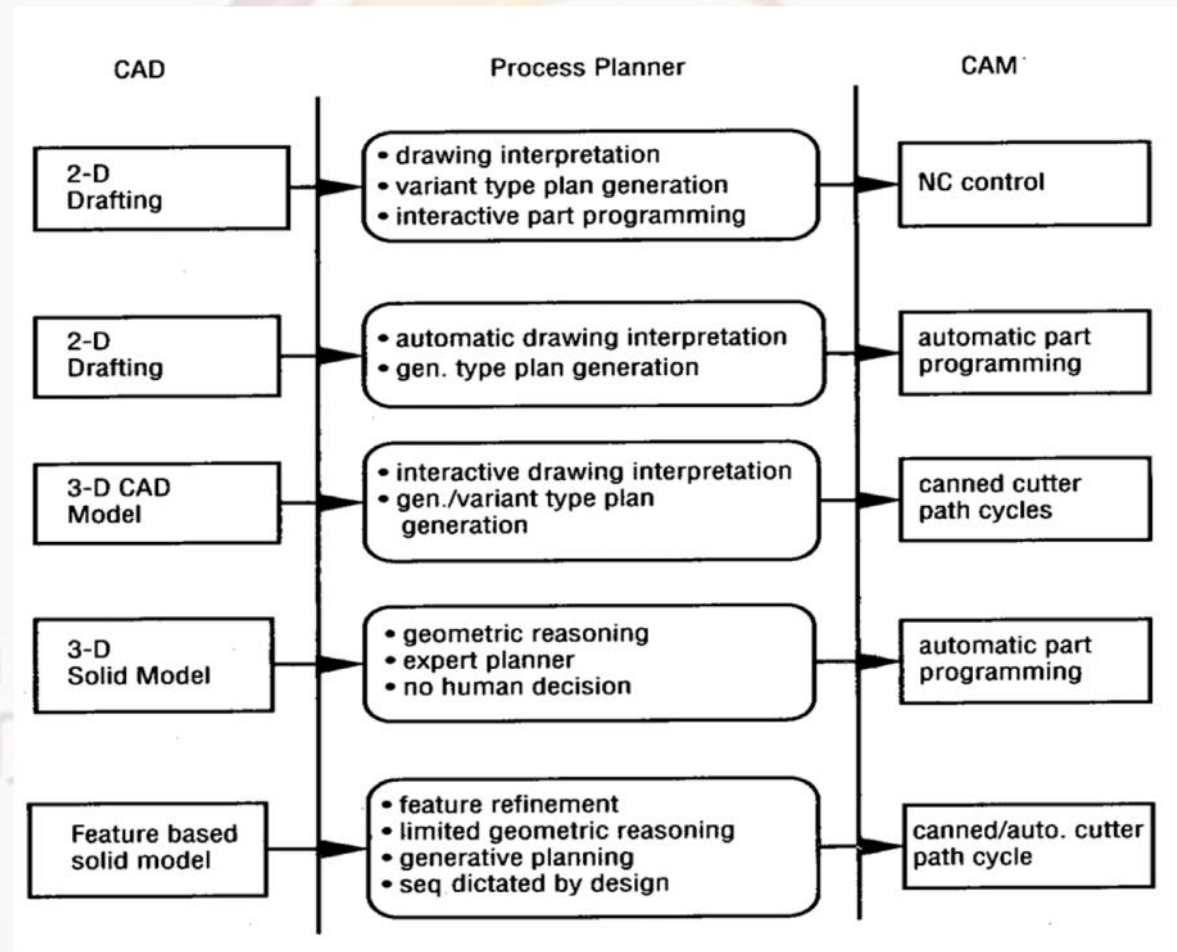 CAD
Process Planner
CAM
2-D
Drafting
• drawing interpretation
• variant type plan generation
• interactive part programming
NC control
2-D
Drafting
• automatic drawing interpretation
• gen. type plan generation
automatic part
programming
3-D CAD
Model
• interactive drawing interpretation
• gen./variant type plan
generation
canned cutter
path cycles
3-D
Solid Model
• geometric reasoning
• expert planner
• no human decision
automatic part
programming
Feature based
solid model
• feature refinement
• limited geometric reasoning
• generative planning
• seq dictated by design
canned/auto. cutter
path cycle